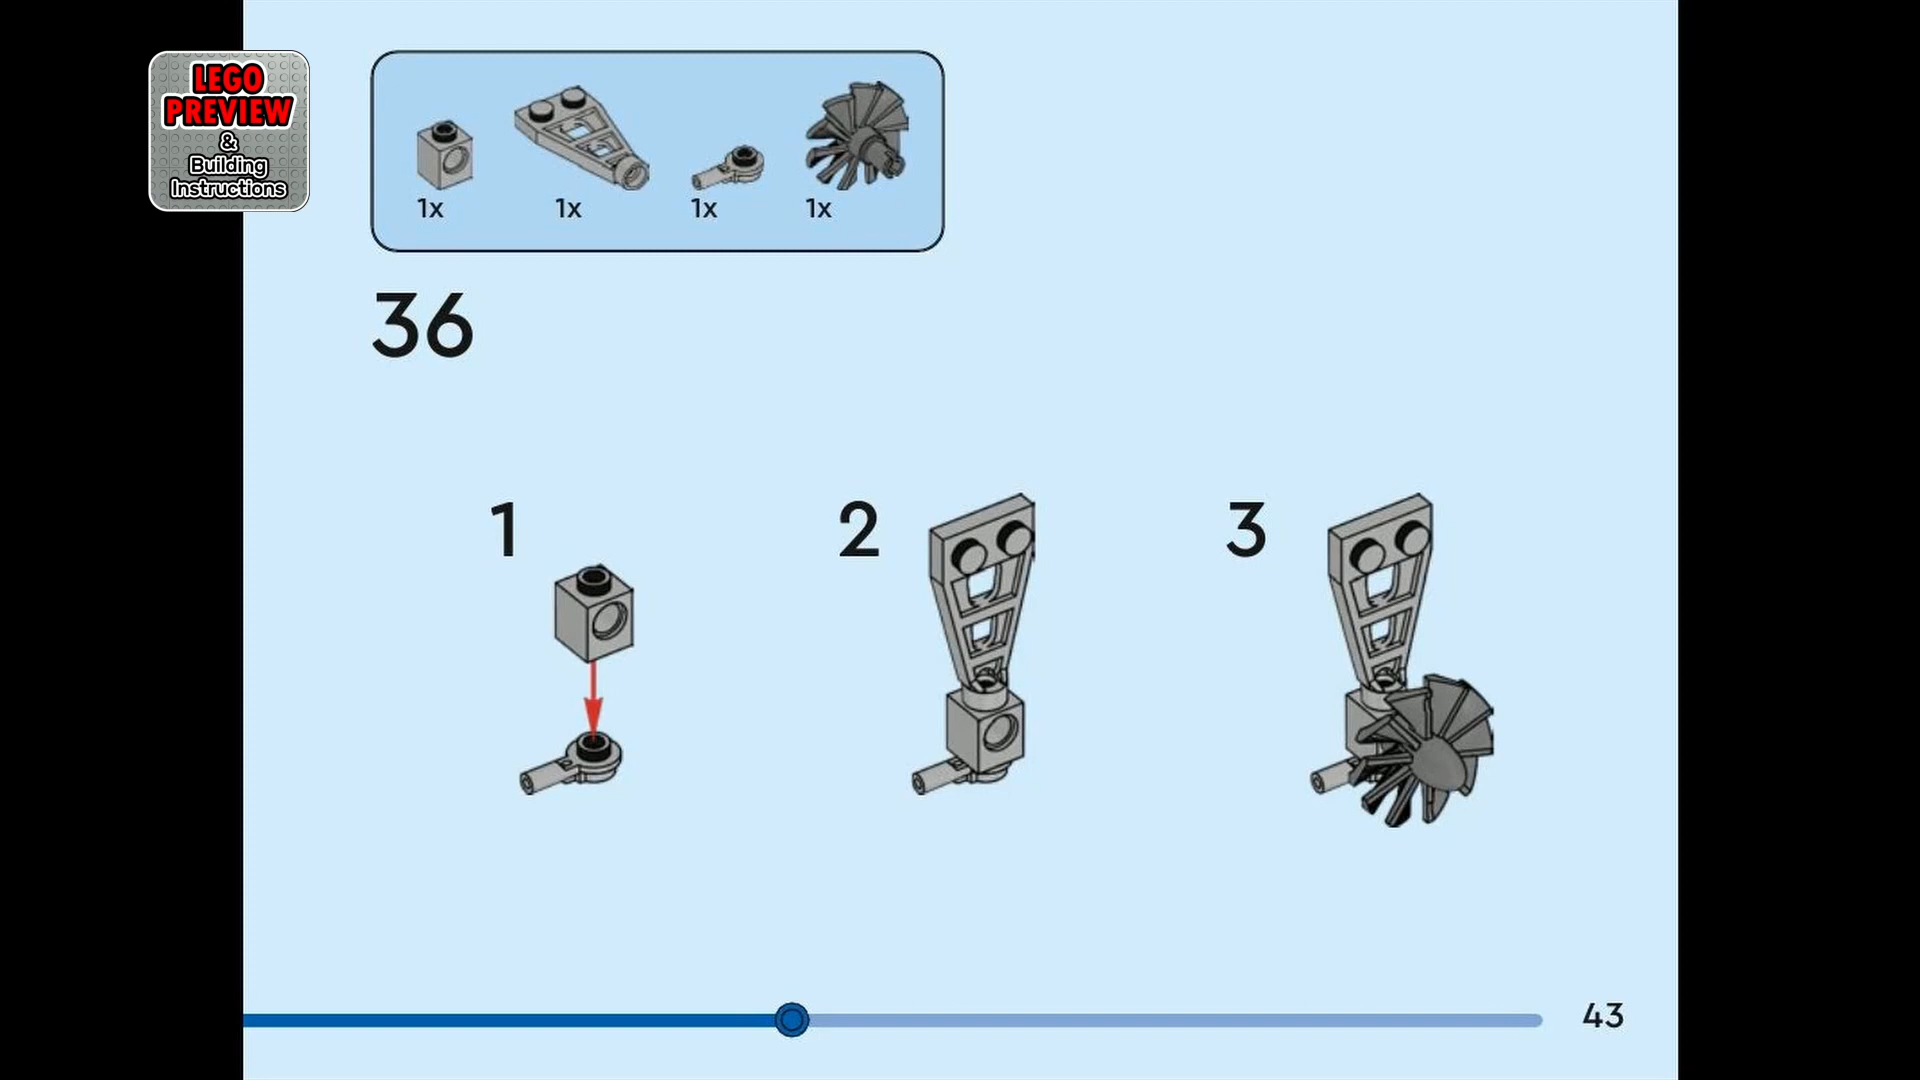 LEGO
PREVIEW
&
Building
Instructions
1x 1x 1x 1x
36
1 2 3
43